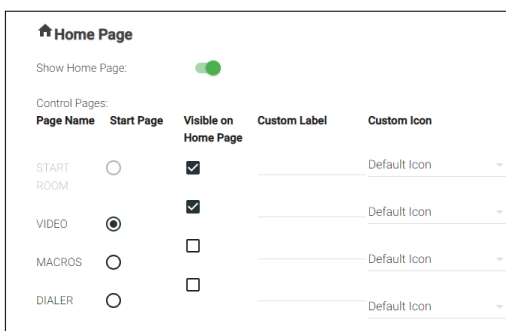 Home Page
Show Home Page:
Control Pages:
Page Name Start Page Visible on Custom Label Custom Icon
Home Page
START Default Icon
ROOM
VIDEO Default Icon
MACROS Default Icon
DIALER Default Icon